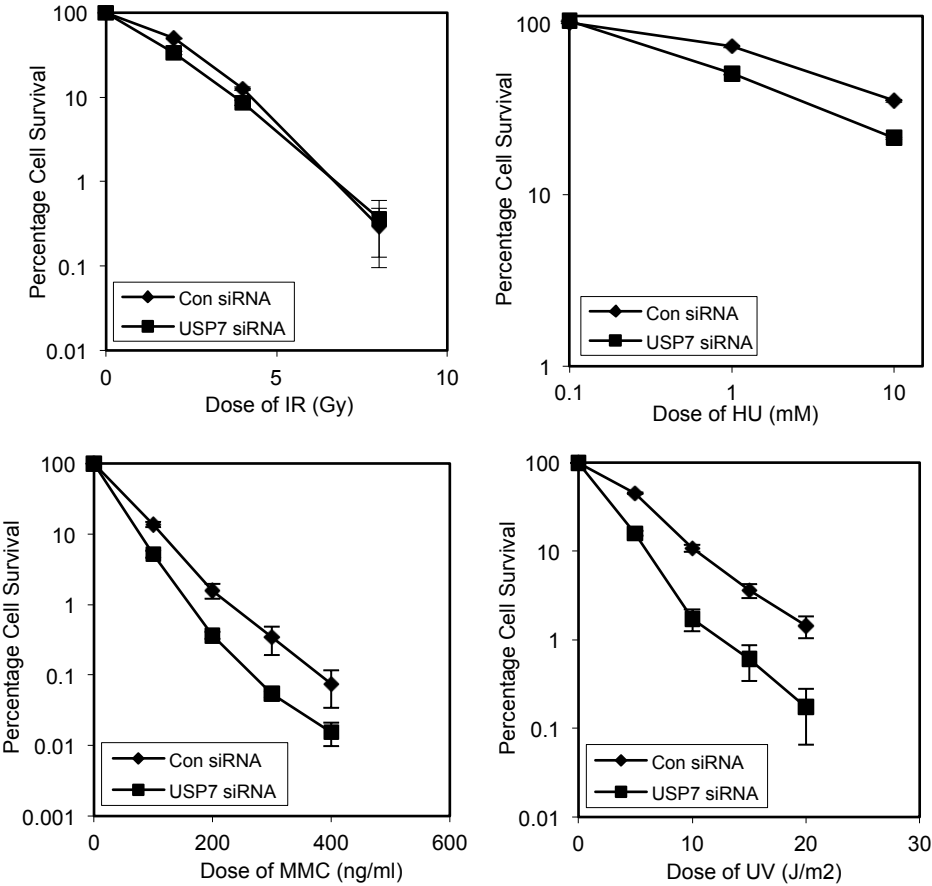 Percentage Cell Survival
100
10
1
0.1
0.01
Con siRNA
USP7 siRNA
0
5
10
Dose of IR (Gy)
Percentage Cell Survival
100
10
1
Con siRNA
USP7 siRNA
0.1
1
10
Dose of HU (mM)
Percentage Cell Survival
100
10
1
0.1
0.01
0.001
Con siRNA
USP7 siRNA
0
200
400
600
Dose of MMC (ng/ml)
Percentage Cell Survival
100
10
1
0.1
0.01
Con siRNA
USP7 siRNA
0
10
20
30
Dose of UV (J/m2)